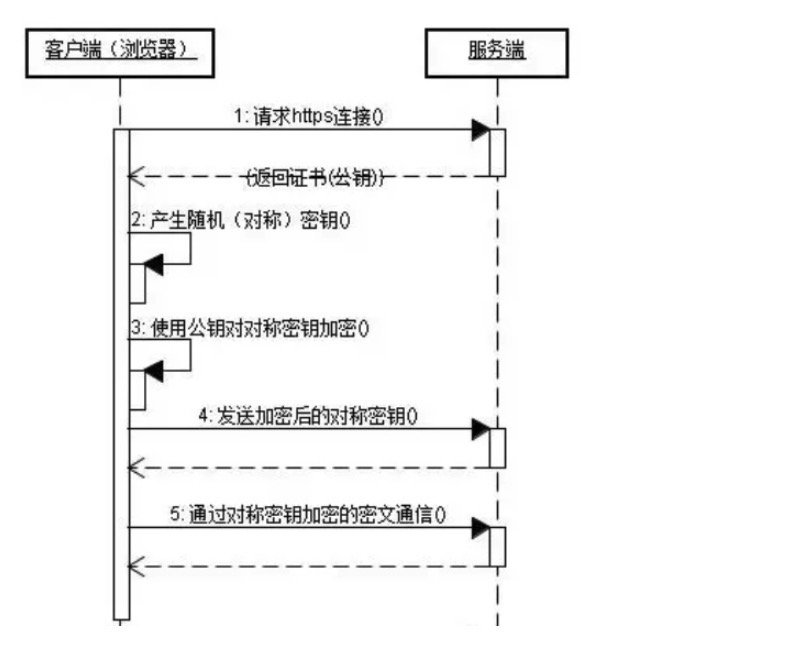 客户端（浏览器）
服务端
1: 请求https连接()
(返回证书(公钥))
2: 产生随机（对称）密钥()
3: 使用公钥对对称密钥加密()
4: 发送加密后的对称密钥()
5: 通过对称密钥加密的密文通信()